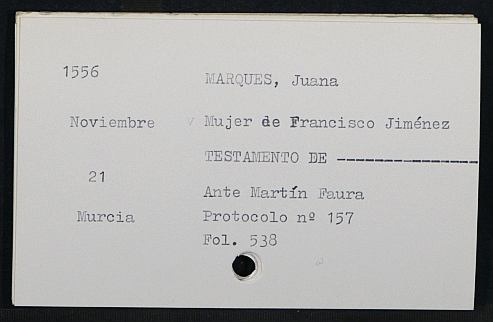 1556
MARQUES, Juana
Noviembre
Mujer de Francisco Jiménez
TESTAMENTO DE ---------------
21
Ante Martín Faura
Murcia
Protocolo nº 157
Fol. 538